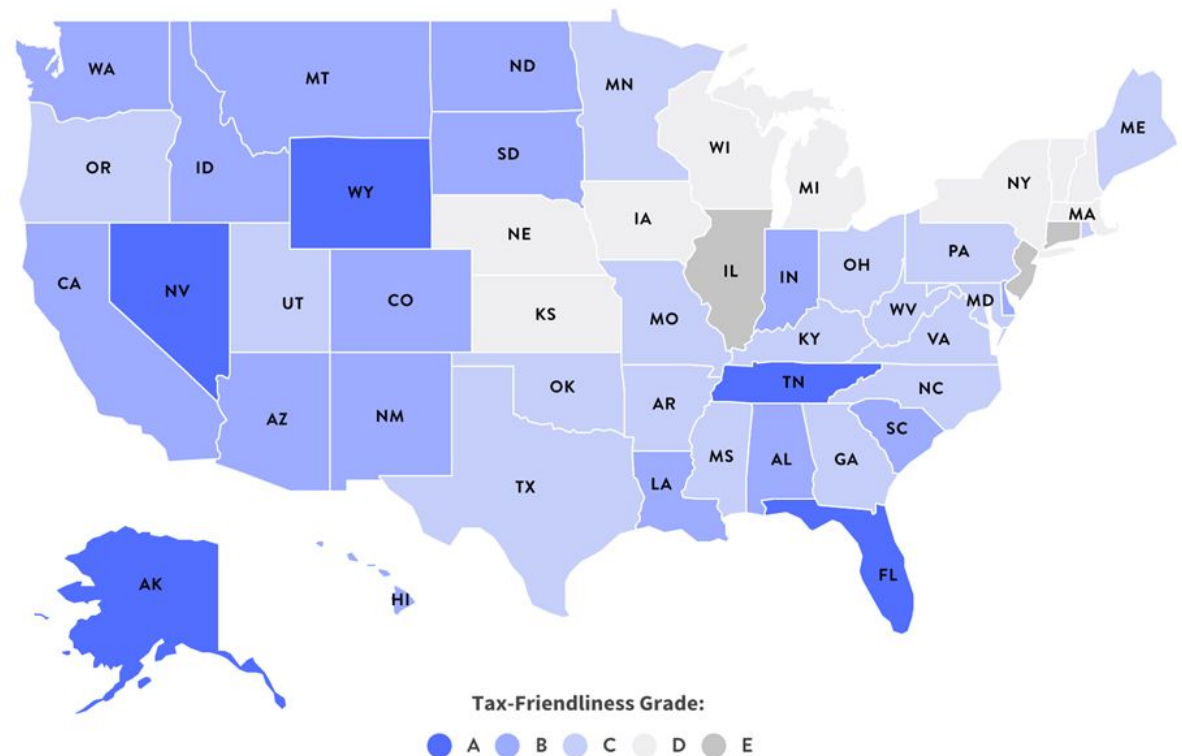 WA
MT
ND
MN
ME
OR
ID
WY
SD
WI
MI
NY
MA
NE
IA
CA
NV
UT
CO
KS
MO
IL
IN
OH
PA
WV
MD
VA
KY
AZ
NM
OK
AR
TN
NC
SC
TX
LA
MS
AL
GA
FL
AK
HI
Tax-Friendliness Grade:
A B C D E